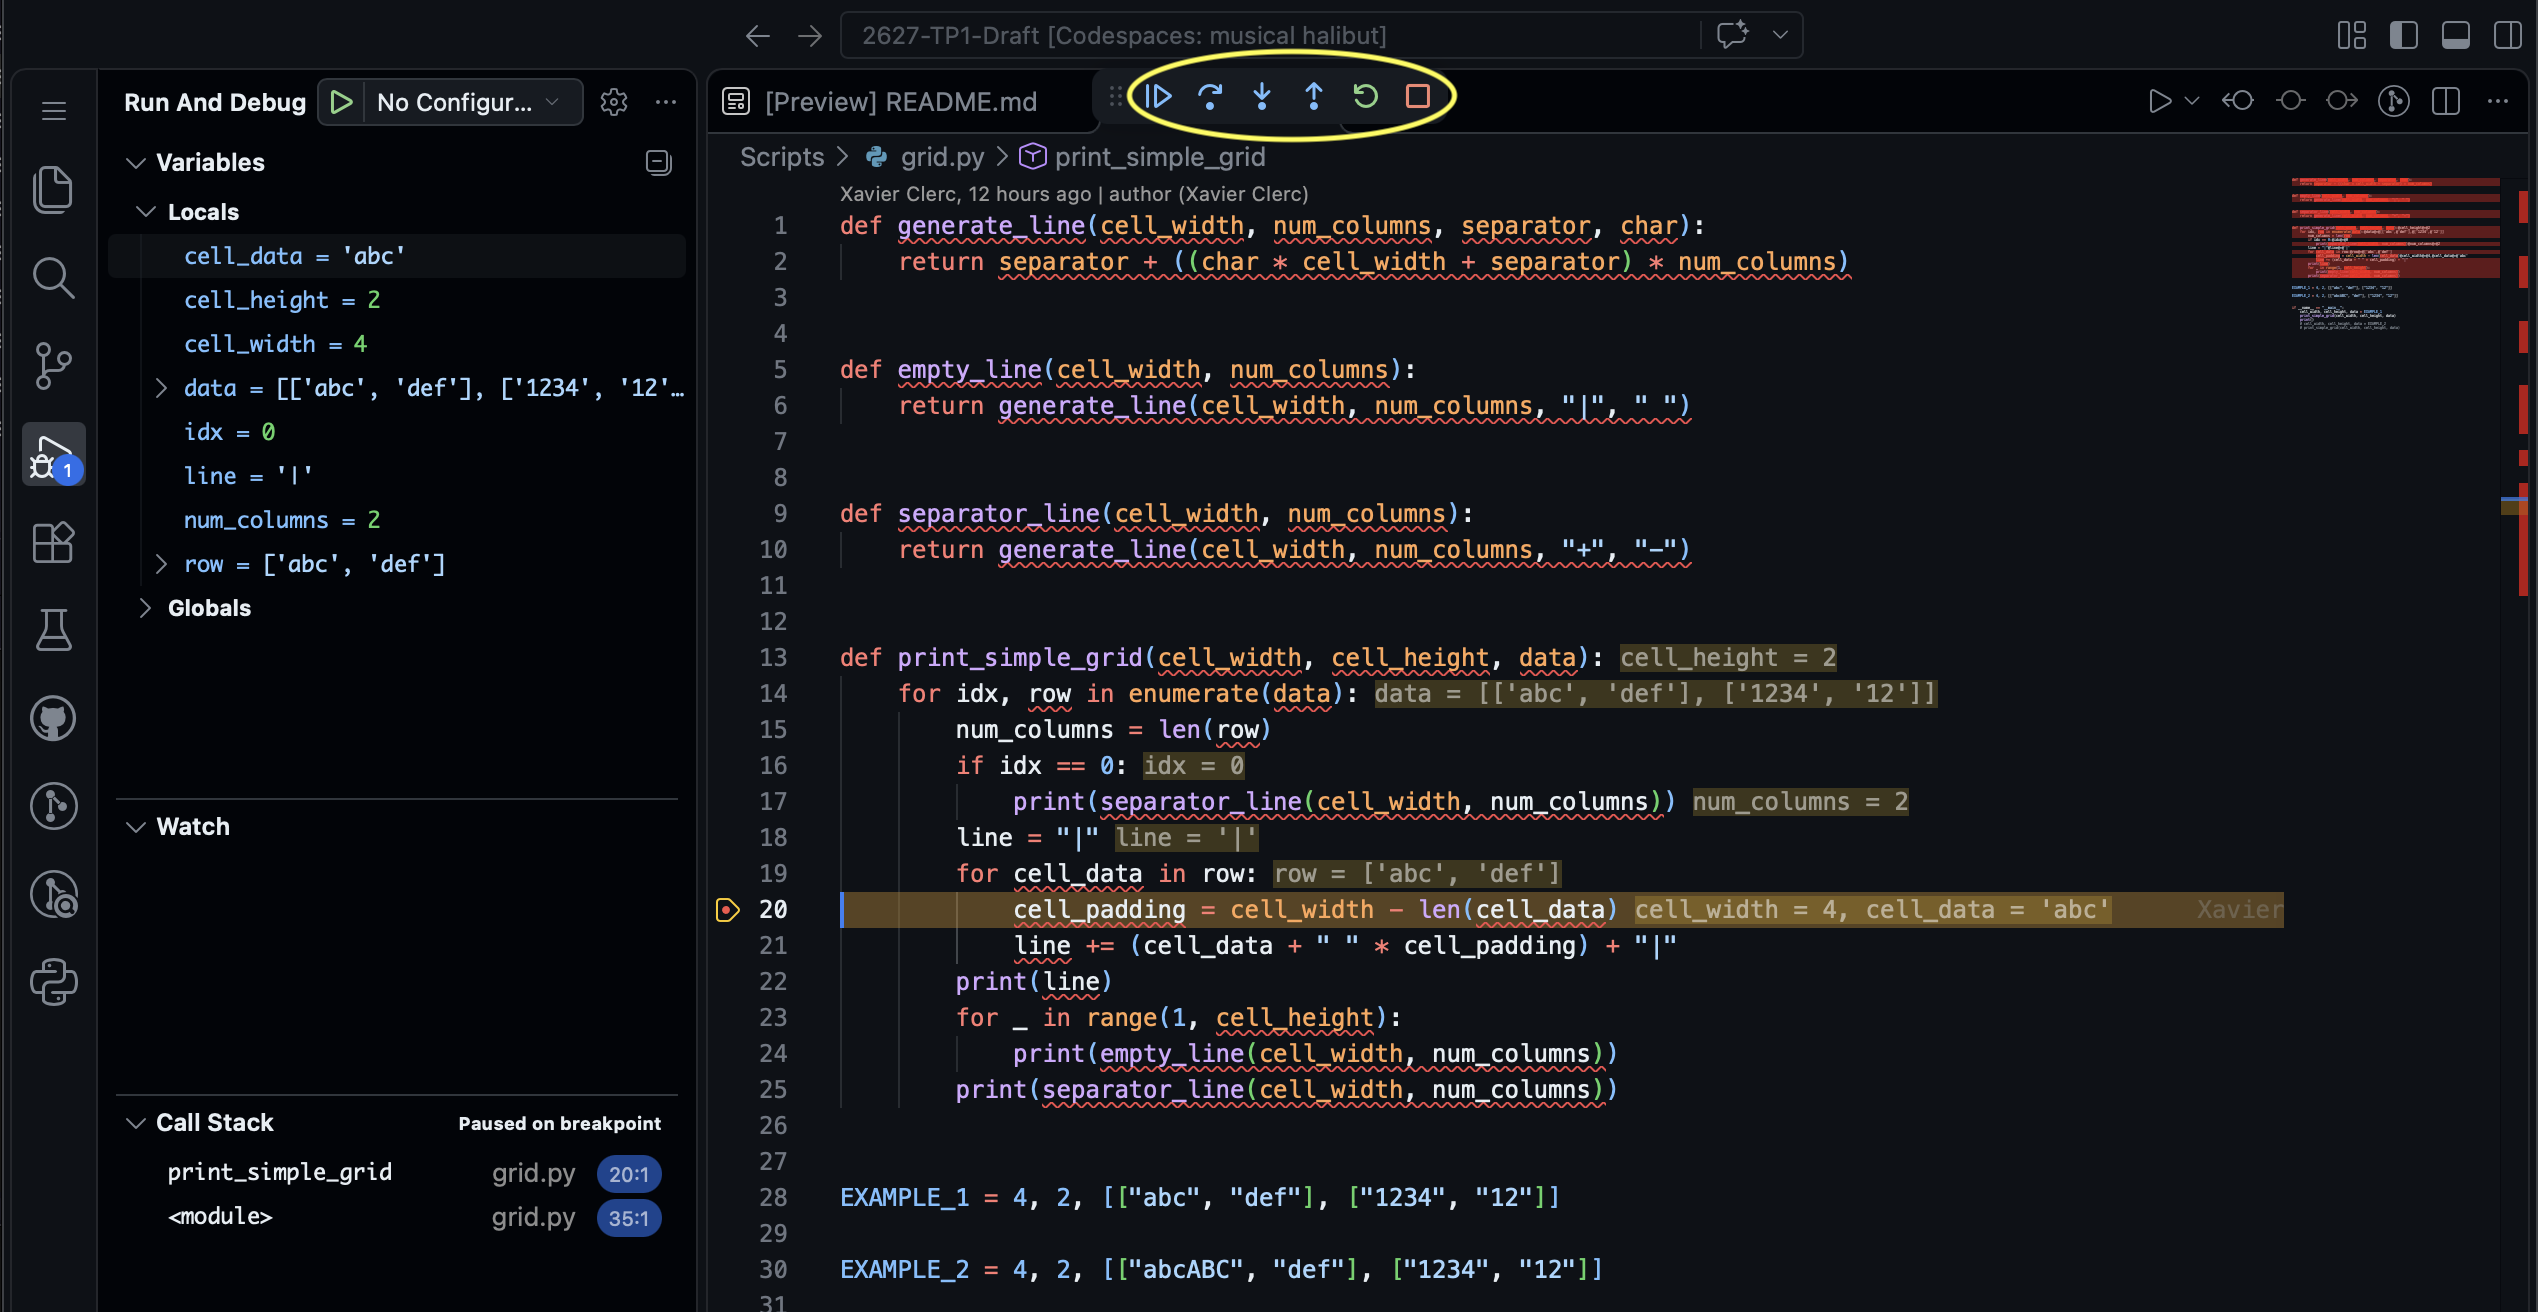 2627-TP1-Draft [Codespaces: musical halibut]
Run And Debug
No Configur...
[Preview] README.md
Variables
Locals
cell_data = 'abc'
cell_height = 2
cell_width = 4
data = [['abc', 'def'], ['1234', '12'...
idx = 0
line = '|'
num_columns = 2
row = ['abc', 'def']
Globals
1
Watch
Call Stack
Paused on breakpoint
print_simple_grid grid.py 20:1
<module> grid.py 35:1
Scripts > grid.py > print_simple_grid
Xavier Clerc, 12 hours ago | author (Xavier Clerc)
1 def generate_line(cell_width, num_columns, separator, char):
2 return separator + ((char * cell_width + separator) * num_columns)
3
4
5 def empty_line(cell_width, num_columns):
6 return generate_line(cell_width, num_columns, "|", " ")
7
8
9 def separator_line(cell_width, num_columns):
10 return generate_line(cell_width, num_columns, "+", "-")
11
12
13 def print_simple_grid(cell_width, cell_height, data): cell_height = 2
14 for idx, row in enumerate(data): data = [['abc', 'def'], ['1234', '12']]
15 num_columns = len(row)
16 if idx == 0: idx = 0
17 print(separator_line(cell_width, num_columns)) num_columns = 2
18 line = "|" line = '|'
19 for cell_data in row: row = ['abc', 'def']
20 cell_padding = cell_width - len(cell_data) cell_width = 4, cell_data = 'abc' Xavier
21 line += (cell_data + " " * cell_padding) + "|"
22 print(line)
23 for _ in range(1, cell_height):
24 print(empty_line(cell_width, num_columns))
25 print(separator_line(cell_width, num_columns))
26
27
28 EXAMPLE_1 = 4, 2, [["abc", "def"], ["1234", "12"]]
29
30 EXAMPLE_2 = 4, 2, [["abcABC", "def"], ["1234", "12"]]
31